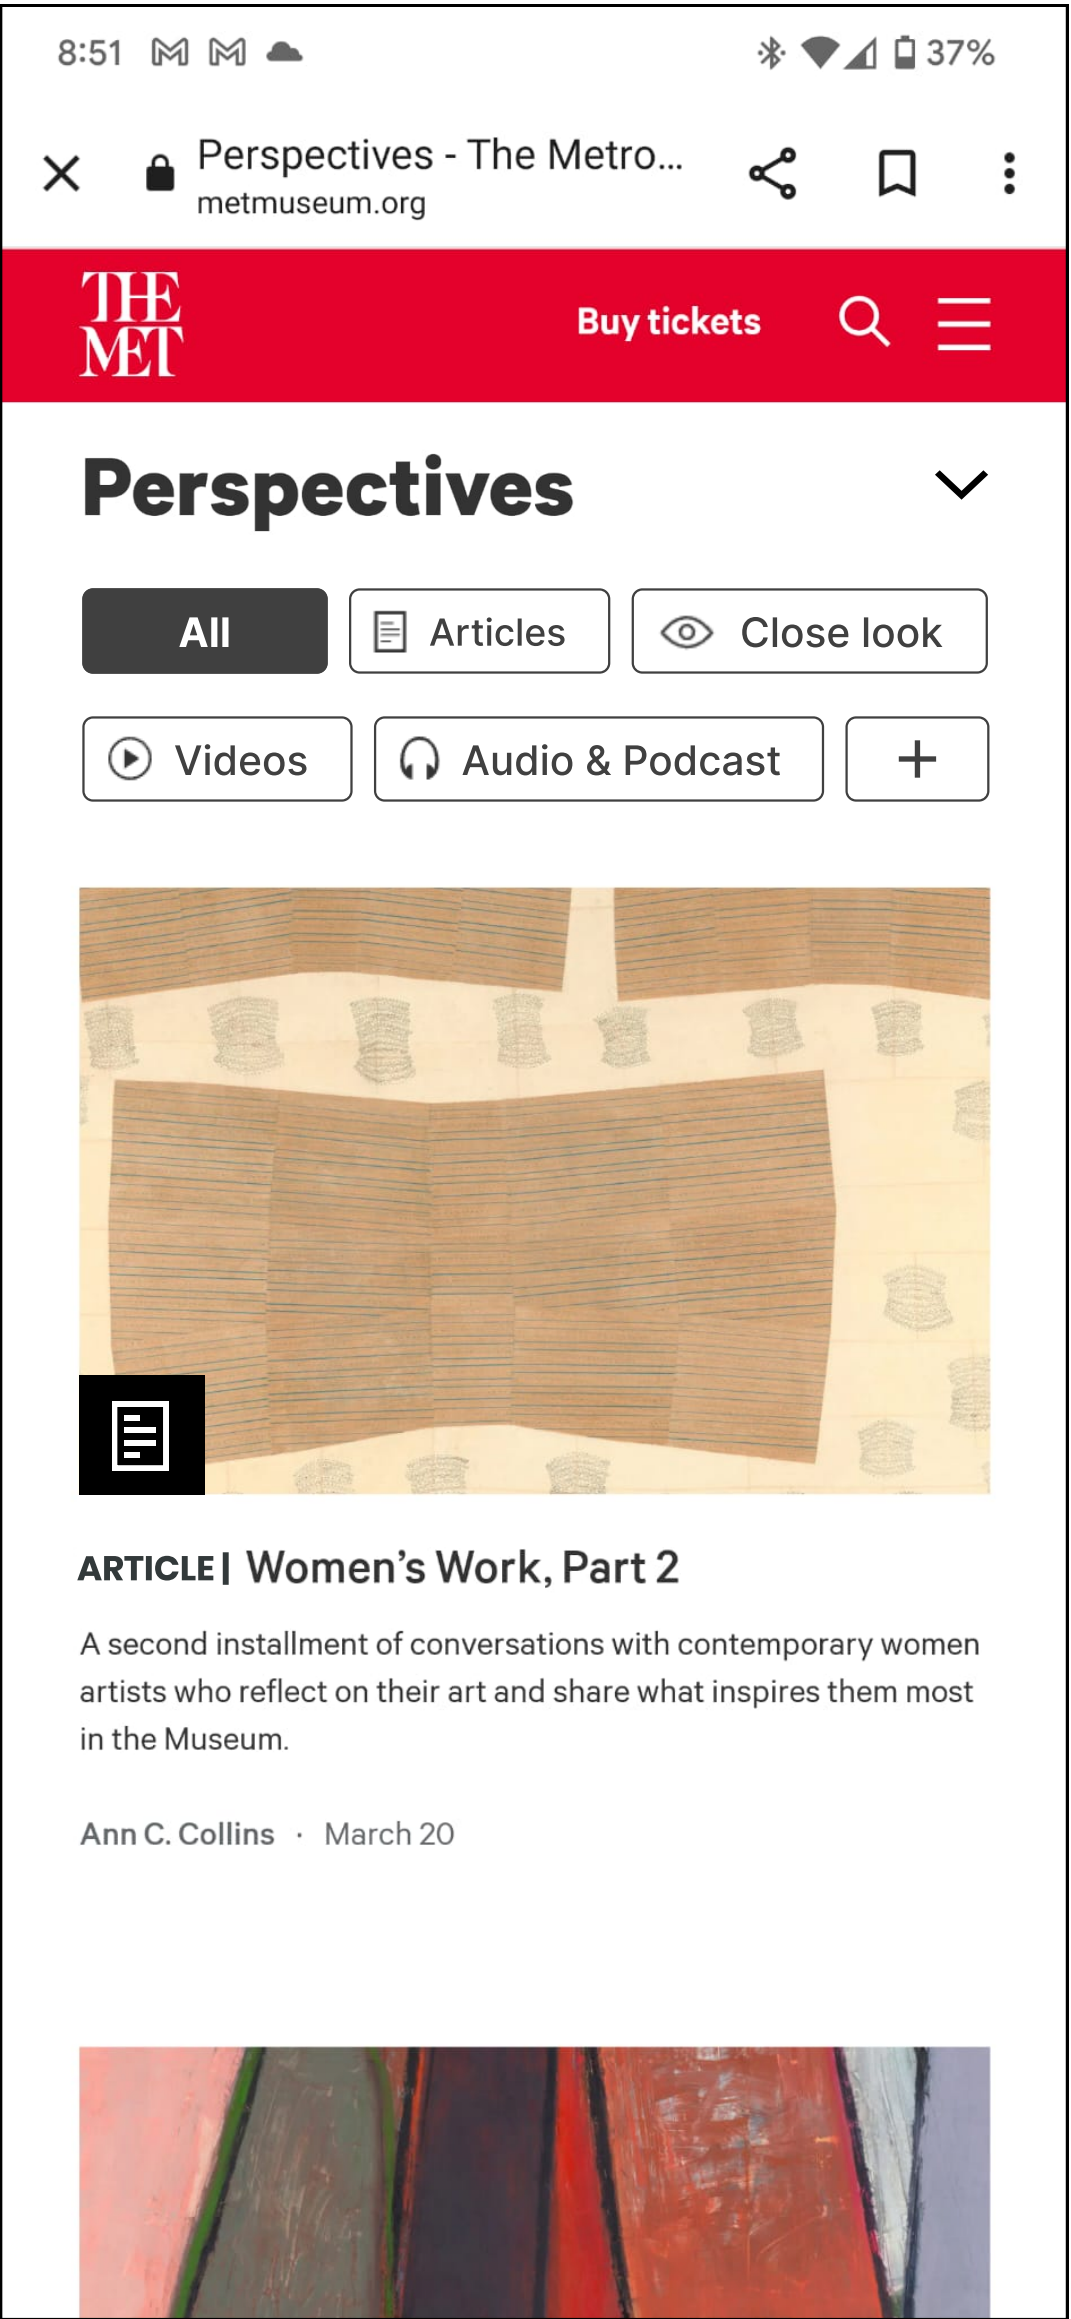 8:51
37%
Perspectives - The Metro...
metmuseum.org
THE
MET
Buy tickets
Perspectives
All
Articles
Close look
Videos
Audio & Podcast
+
ARTICLE | Women’s Work, Part 2
A second installment of conversations with contemporary women
artists who reflect on their art and share what inspires them most
in the Museum.
Ann C. Collins · March 20